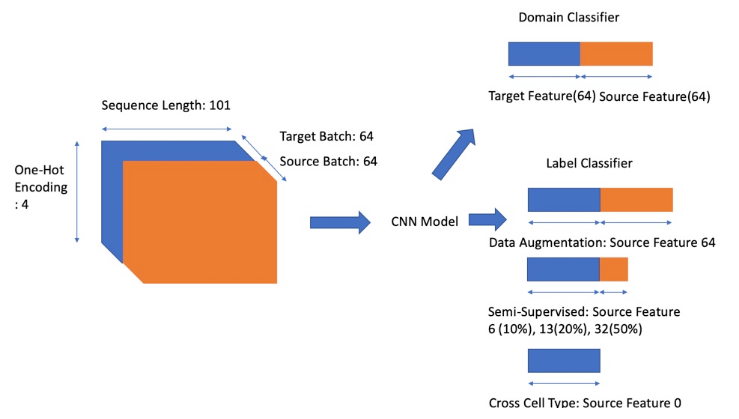 Domain Classifier
Target Feature(64) Source Feature(64)
Sequence Length: 101
Target Batch: 64
Source Batch: 64
One-Hot
Encoding
: 4
CNN Model
Label Classifier
Data Augmentation: Source Feature 64
Semi-Supervised: Source Feature
6 (10%), 13(20%), 32(50%)
Cross Cell Type: Source Feature 0